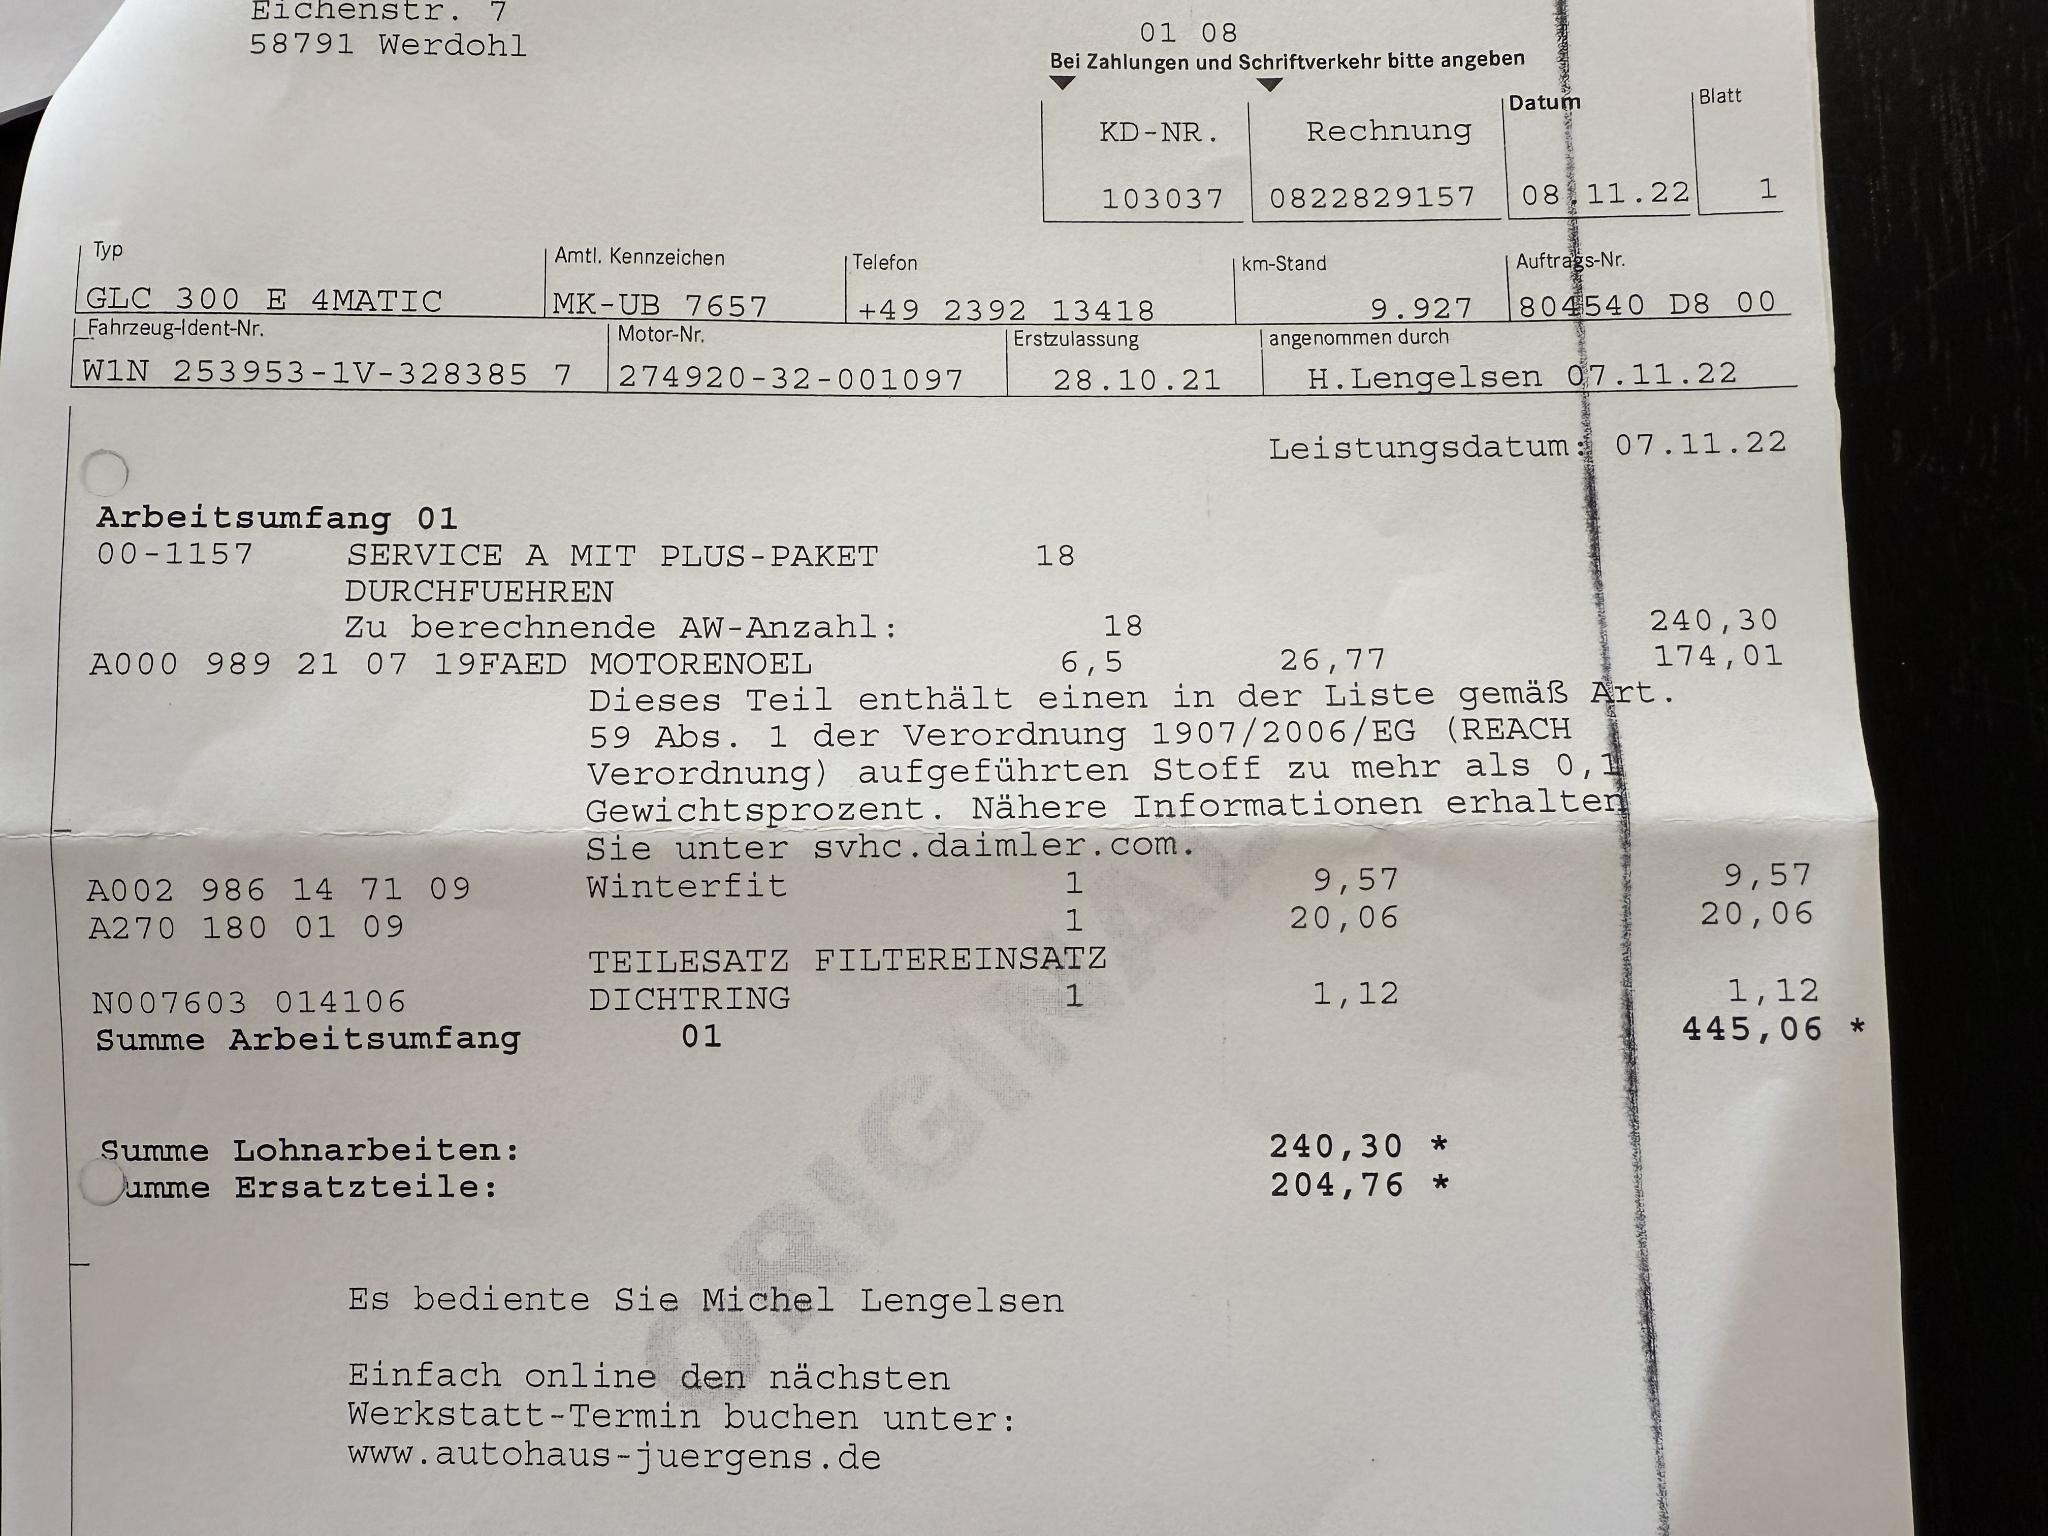 Eichenstr. 7
58791 Werdohl
01 08
Bei Zahlungen und Schriftverkehr bitte angeben
KD-NR. Rechnung Datum Blatt
103037 0822829157 08.11.22 1
Typ Amtl. Kennzeichen Telefon km-Stand Auftrags-Nr.
GLC 300 E 4MATIC MK-UB 7657 +49 2392 13418 9.927 804540 D8 00
Fahrzeug-Ident-Nr. Motor-Nr. Erstzulassung angenommen durch
W1N 253953-1V-328385 7 274920-32-001097 28.10.21 H.Lengelsen 07.11.22
Leistungsdatum: 07.11.22
Arbeitsumfang 01
00-1157 SERVICE A MIT PLUS-PAKET 18
DURCHFUEHREN
Zu berechnende AW-Anzahl: 18 240,30
A000 989 21 07 19FAED MOTORENOEL 6,5 26,77 174,01
Dieses Teil enthält einen in der Liste gemäß Art.
59 Abs. 1 der Verordnung 1907/2006/EG (REACH
Verordnung) aufgeführten Stoff zu mehr als 0,1
Gewichtsprozent. Nähere Informationen erhalten
Sie unter svhc.daimler.com.
A002 986 14 71 09 Winterfit 1 9,57 9,57
A270 180 01 09 1 20,06 20,06
TEILESATZ FILTEREINSATZ
N007603 014106 DICHTRING 1 1,12 1,12
Summe Arbeitsumfang 01 445,06 *
Summe Lohnarbeiten: 240,30 *
umme Ersatzteile: 204,76 *
ORIGINAL
Es bediente Sie Michel Lengelsen
Einfach online den nächsten
Werkstatt-Termin buchen unter:
www.autohaus-juergens.de